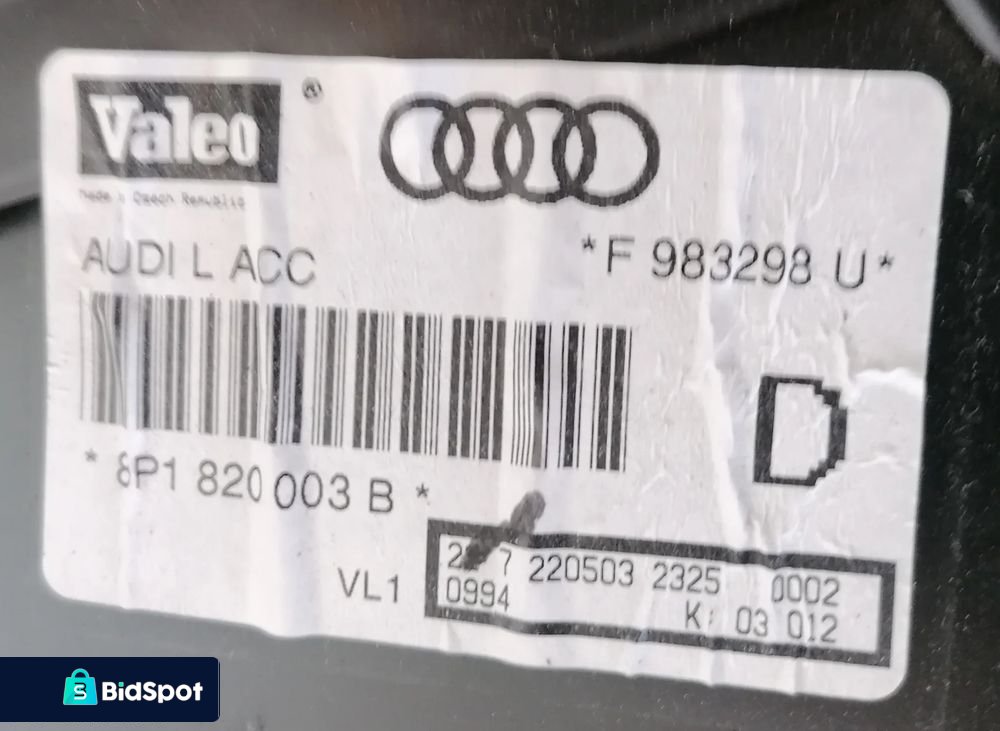 Valeo ®
Made in Czech Republic
AUDI L ACC
*F 983298 U*
D
* 8P1 820 003 B *
VL1
7 220503 2325 0002
0994 K: 03 012
BidSpot